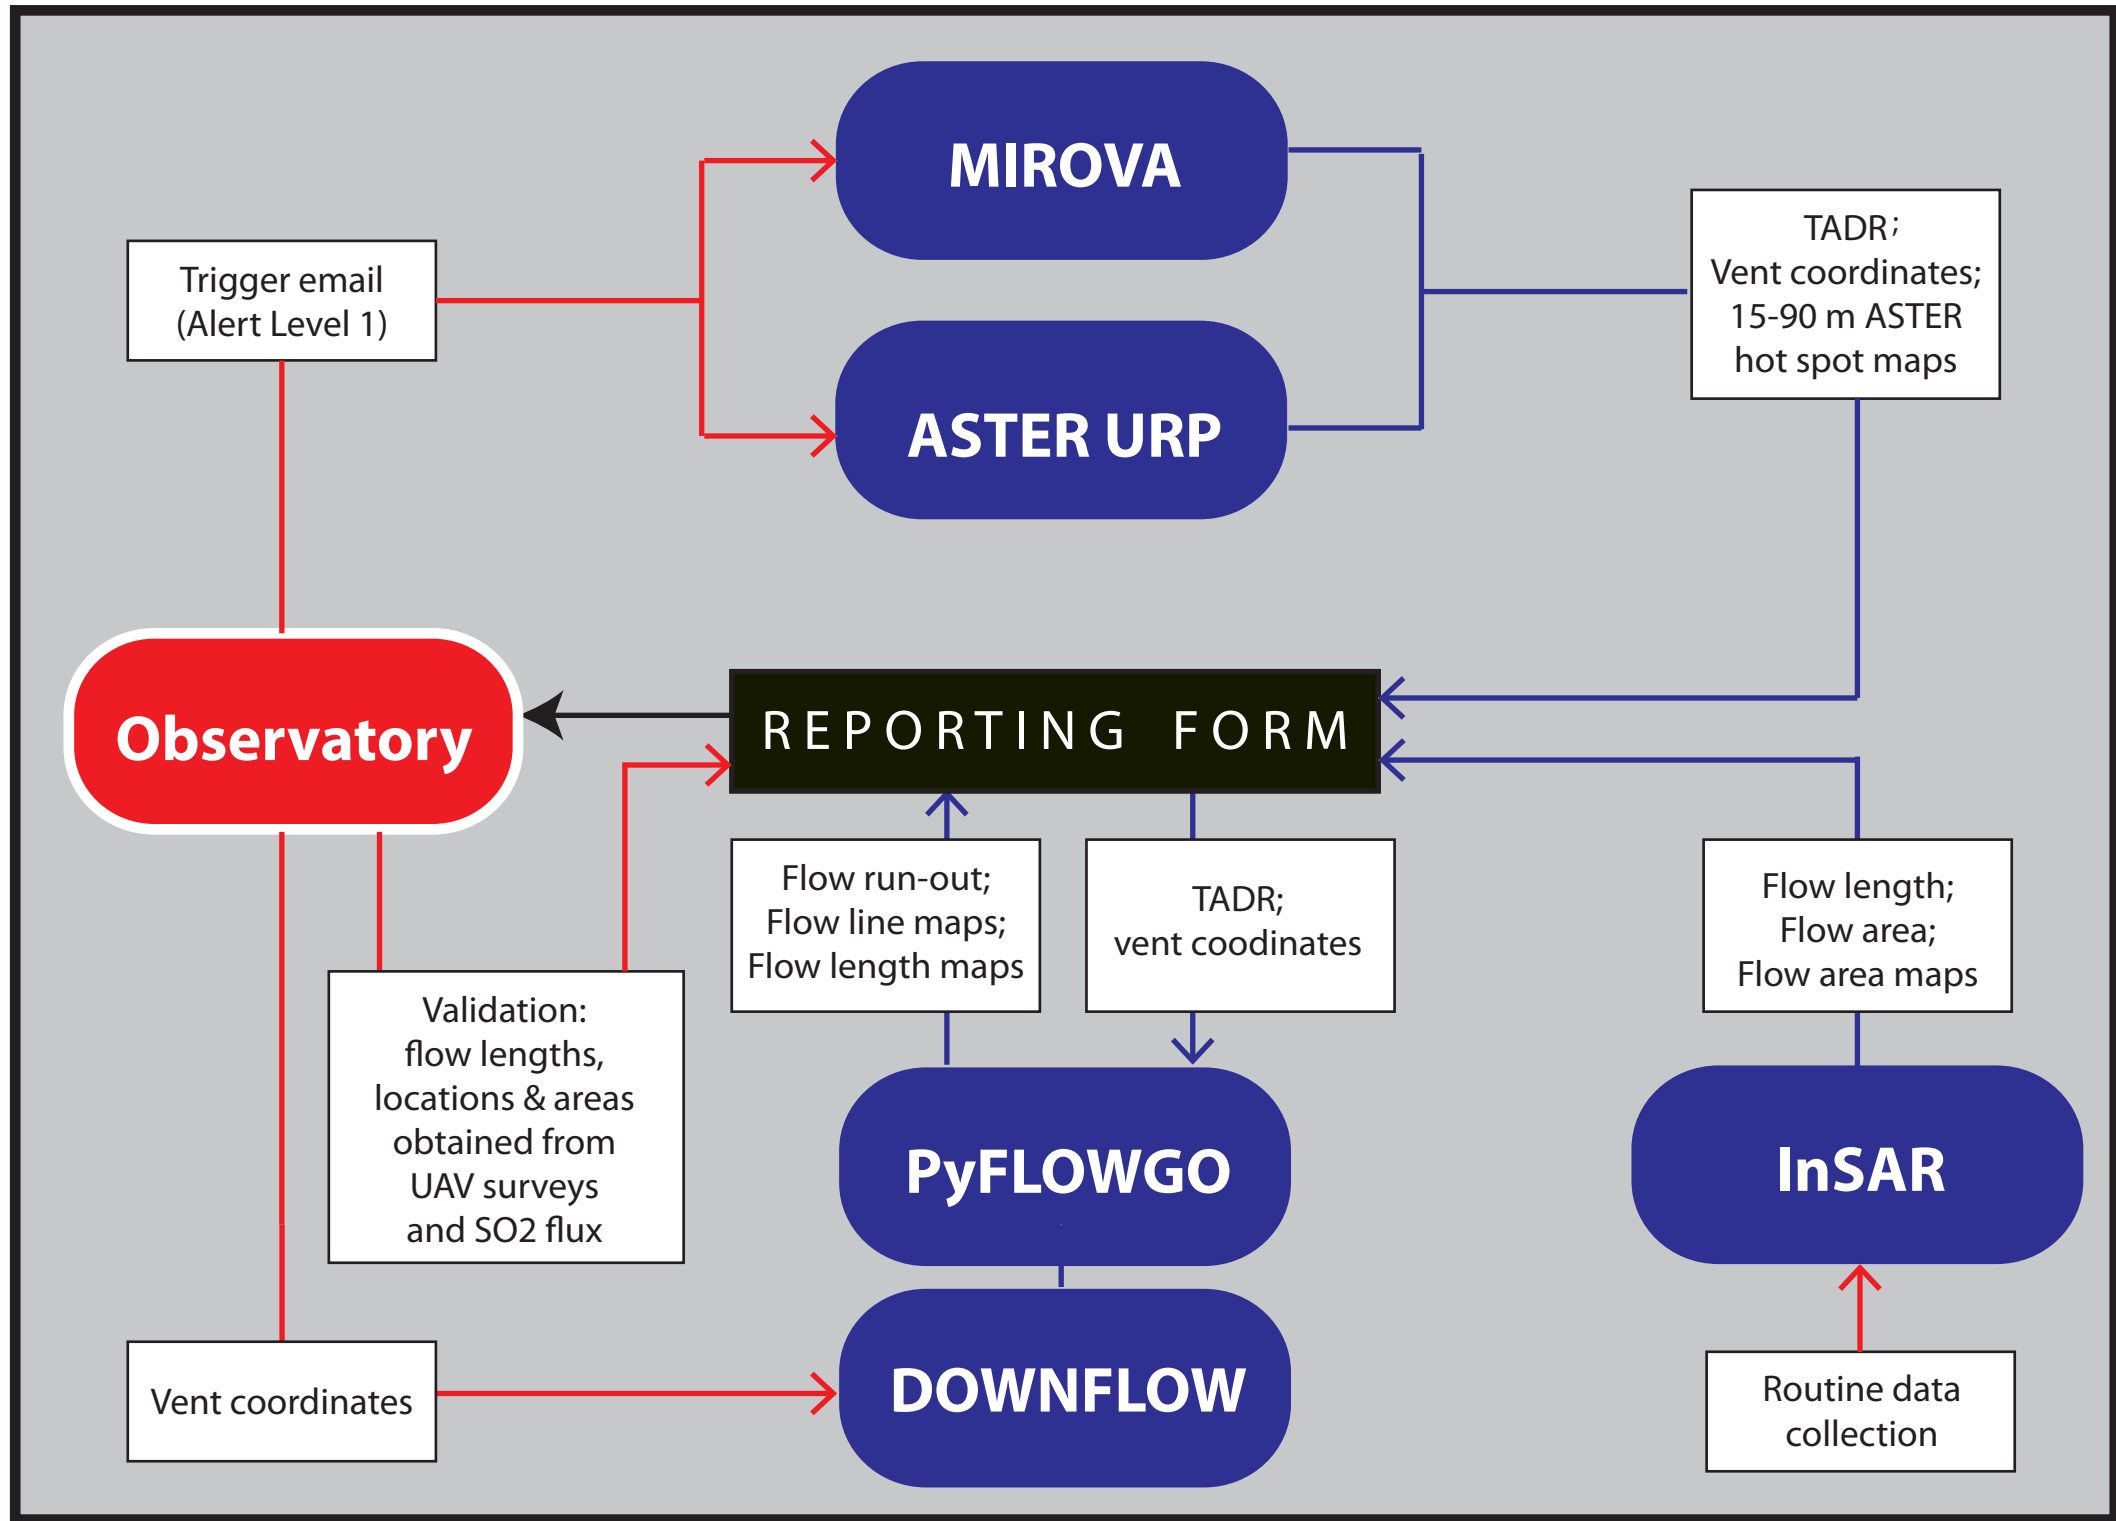 MIROVA
TADR;
Vent coordinates;
15-90 m ASTER
hot spot maps
Trigger email
(Alert Level 1)
ASTER URP
Observatory
REPORTING FORM
Flow run-out;
Flow line maps;
Flow length maps
TADR;
vent coodinates
Flow length;
Flow area;
Flow area maps
Validation:
flow lengths,
locations & areas
obtained from
UAV surveys
and SO2 flux
PyFLOWGO
InSAR
DOWNFLOW
Vent coordinates
Routine data
collection